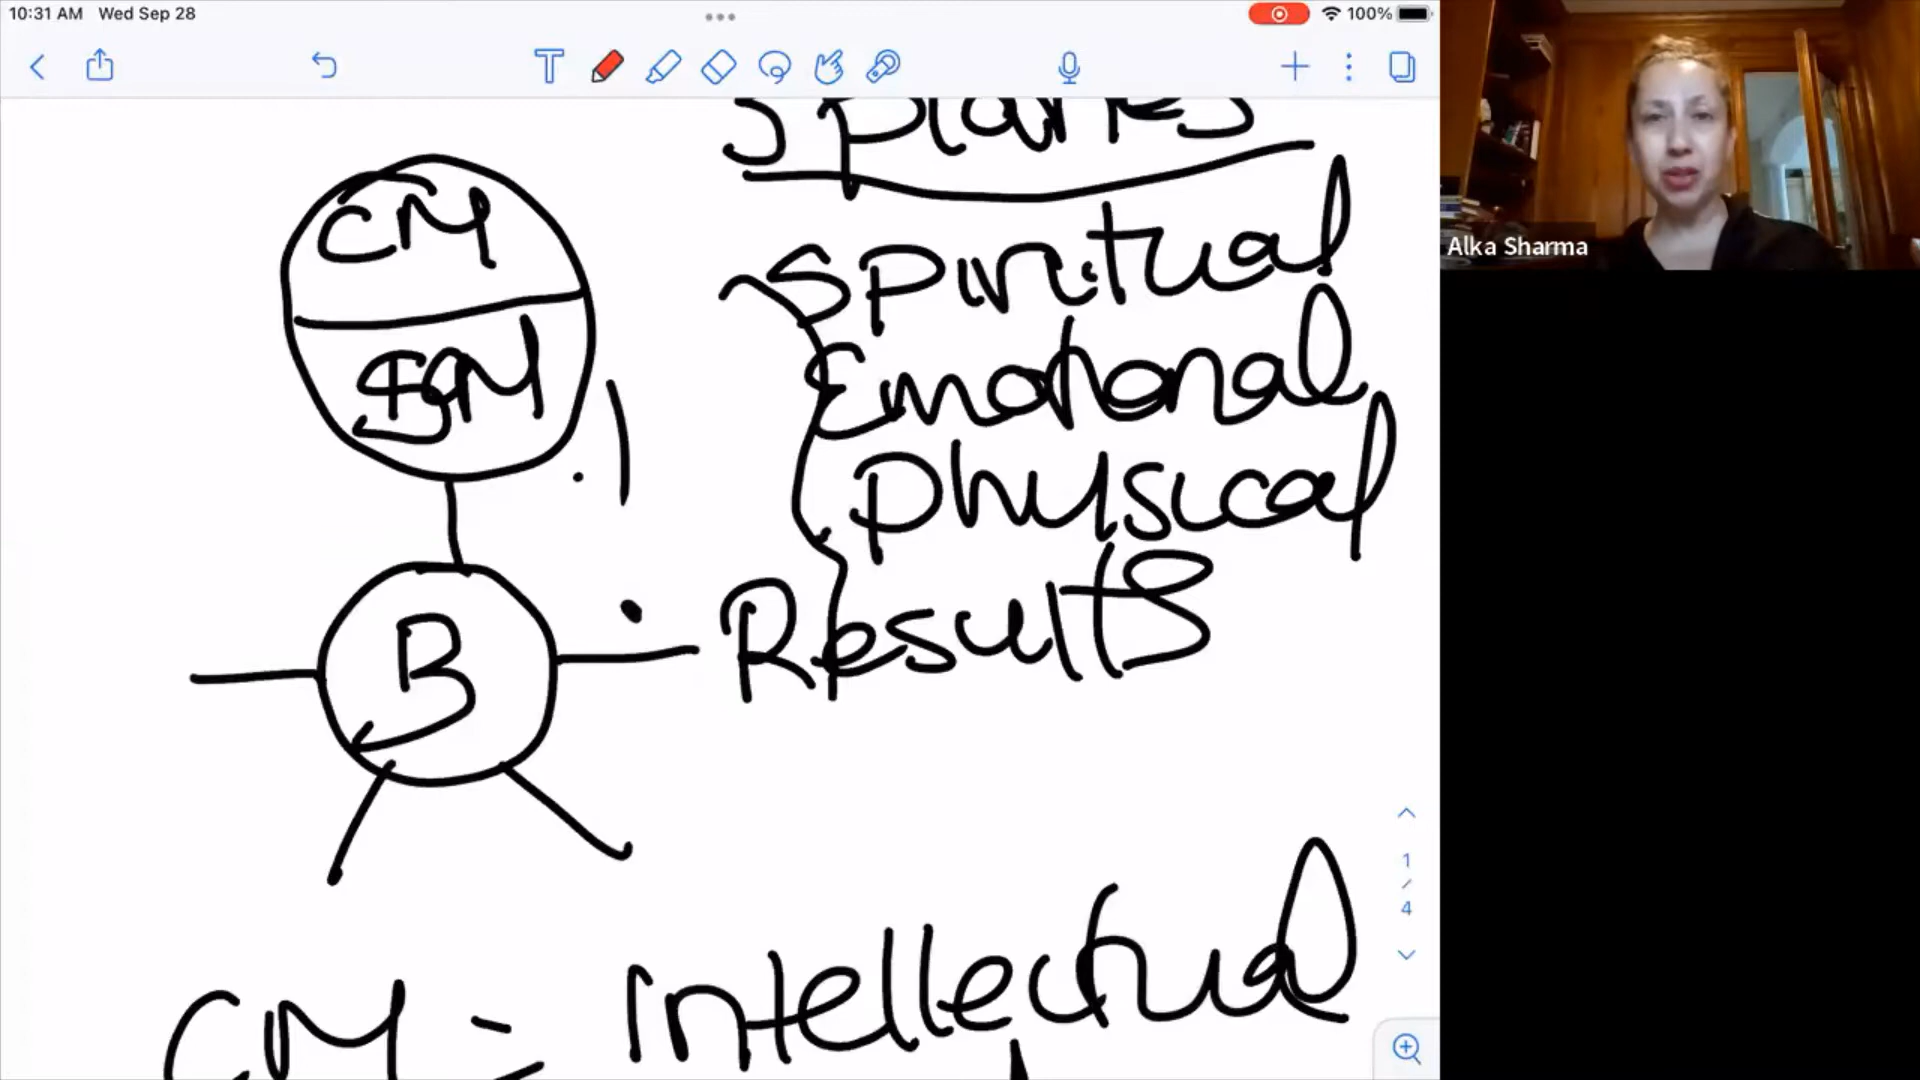 10:31 AM Wed Sep 28
100%
Alka Sharma
3 planes
CM
Spiritual
SCM
Emotional
Physical
B
Results
1
/
4
CM = Intellectual